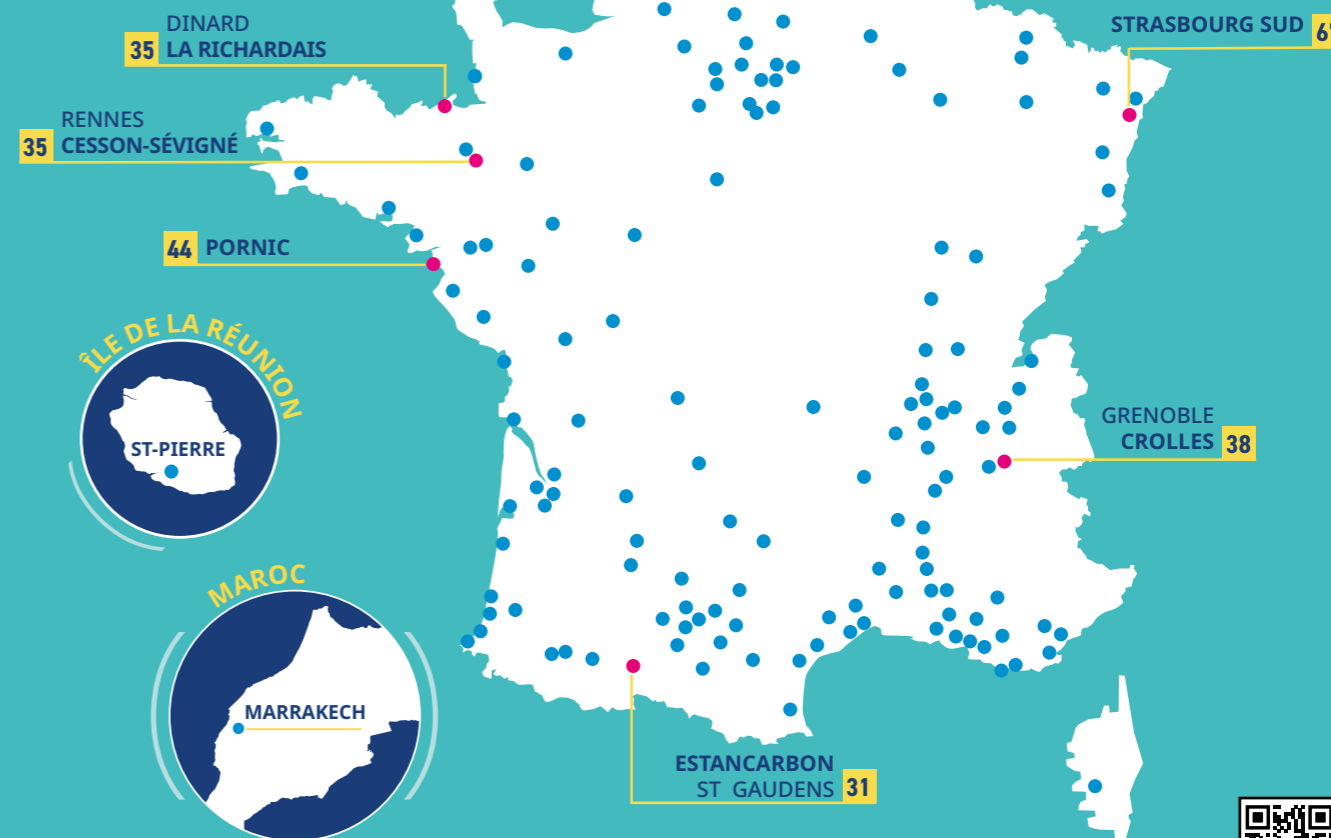 DINARD
35 LA RICHARDAIS
STRASBOURG SUD
RENNES
35 CESSON-SÉVIGNÉ
44 PORNIC
ÎLE DE LA RÉUNION
ST-PIERRE
GRENOBLE
CROLLES 38
MAROC
MARRAKECH
ESTANCARBON
ST GAUDENS 31